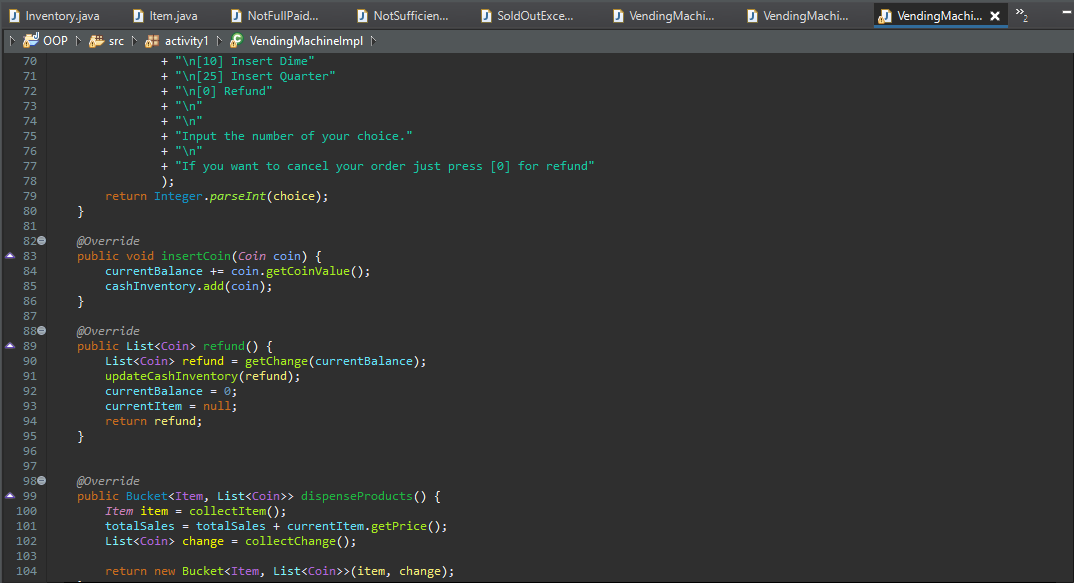 Inventory.java Item.java NotFullPaid... NotSufficien... SoldOutExce... VendingMachi... VendingMachi... VendingMachi... 2
OOP src activity1 VendingMachineImpl
70 + "\n[10] Insert Dime"
71 + "\n[25] Insert Quarter"
72 + "\n[0] Refund"
73 + "\n"
74 + "\n"
75 + "Input the number of your choice."
76 + "\n"
77 + "If you want to cancel your order just press [0] for refund"
78 );
79 return Integer.parseInt(choice);
80 }
81
82 @Override
83 public void insertCoin(Coin coin) {
84 currentBalance += coin.getCoinValue();
85 cashInventory.add(coin);
86 }
87
88 @Override
89 public List<Coin> refund() {
90 List<Coin> refund = getChange(currentBalance);
91 updateCashInventory(refund);
92 currentBalance = 0;
93 currentItem = null;
94 return refund;
95 }
96
97
98 @Override
99 public Bucket<Item, List<Coin>> dispenseProducts() {
100 Item item = collectItem();
101 totalSales = totalSales + currentItem.getPrice();
102 List<Coin> change = collectChange();
103
104 return new Bucket<Item, List<Coin>>(item, change);